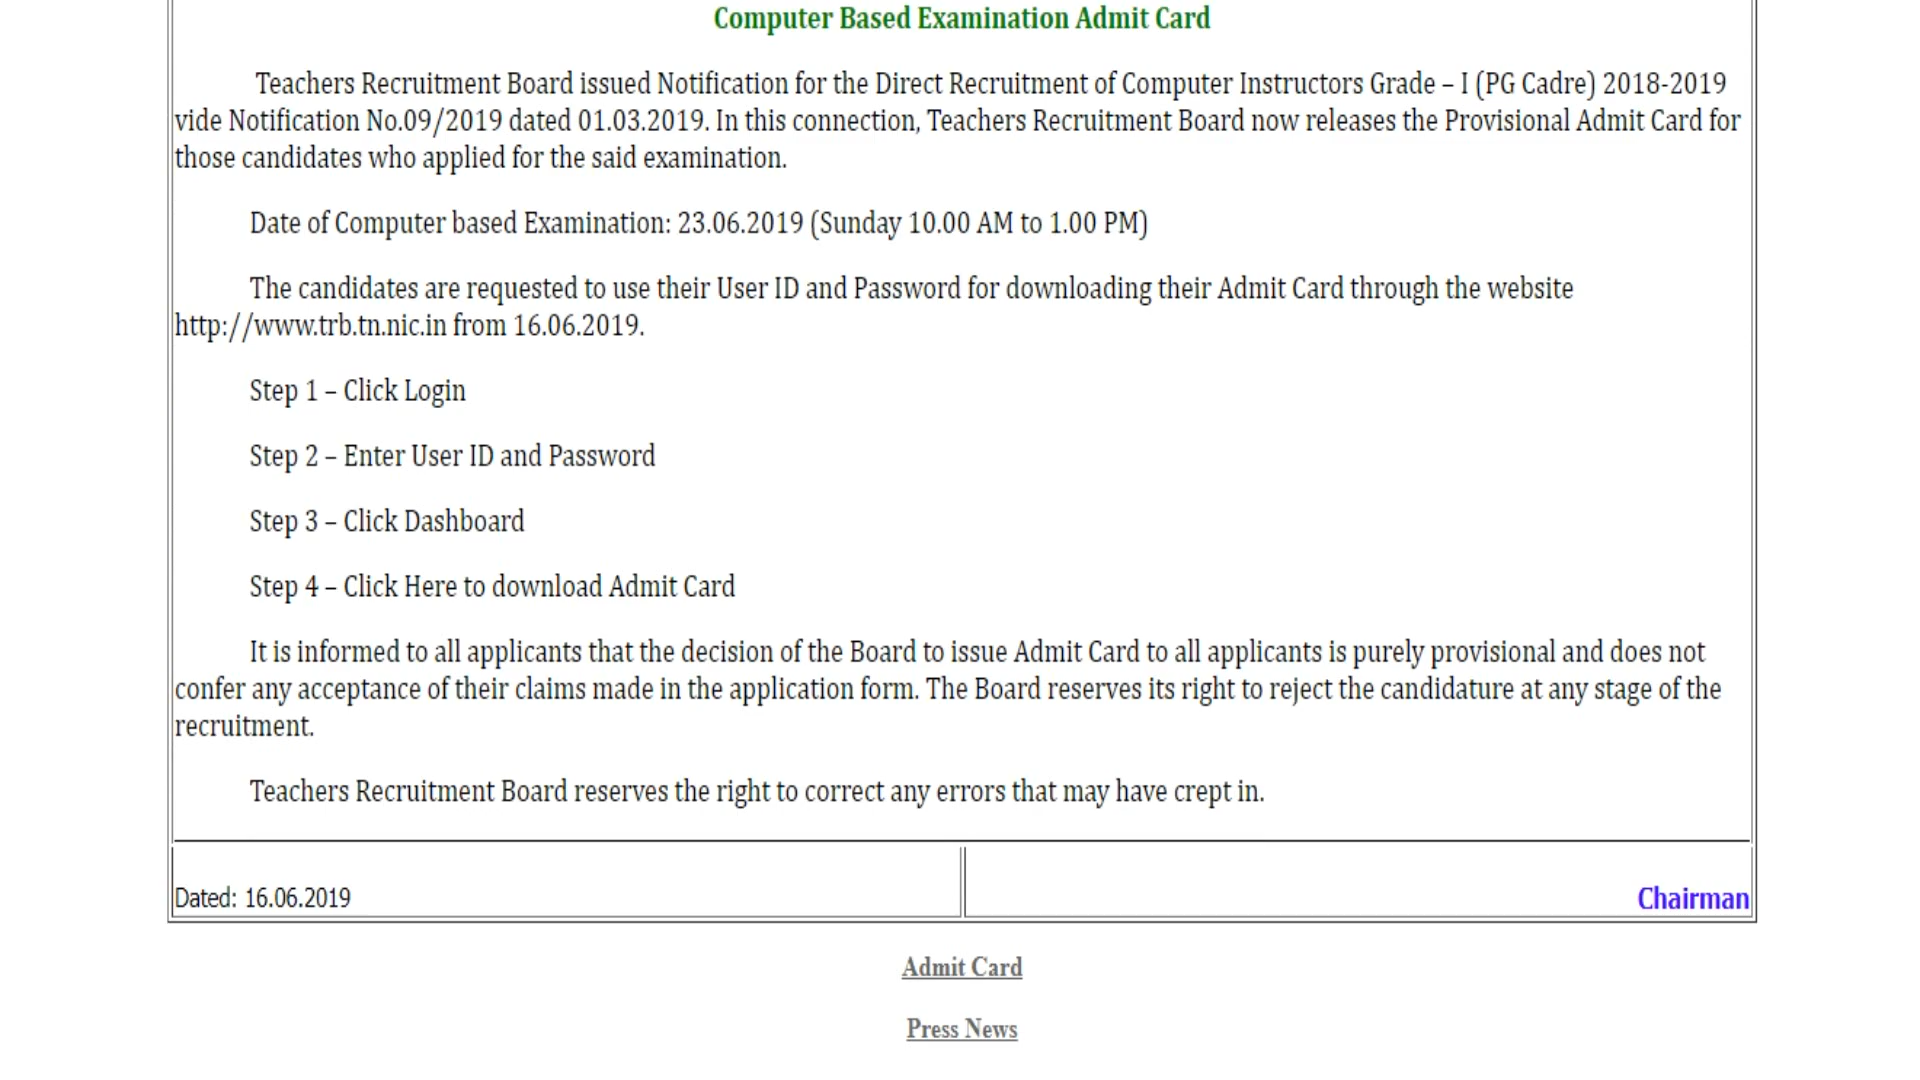 Computer Based Examination Admit Card
Teachers Recruitment Board issued Notification for the Direct Recruitment of Computer Instructors Grade – I (PG Cadre) 2018-2019
vide Notification No.09/2019 dated 01.03.2019. In this connection, Teachers Recruitment Board now releases the Provisional Admit Card for
those candidates who applied for the said examination.
Date of Computer based Examination: 23.06.2019 (Sunday 10.00 AM to 1.00 PM)
The candidates are requested to use their User ID and Password for downloading their Admit Card through the website
http://www.trb.tn.nic.in from 16.06.2019.
Step 1 – Click Login
Step 2 – Enter User ID and Password
Step 3 – Click Dashboard
Step 4 – Click Here to download Admit Card
It is informed to all applicants that the decision of the Board to issue Admit Card to all applicants is purely provisional and does not
confer any acceptance of their claims made in the application form. The Board reserves its right to reject the candidature at any stage of the
recruitment.
Teachers Recruitment Board reserves the right to correct any errors that may have crept in.
Dated: 16.06.2019
Chairman
Admit Card
Press News